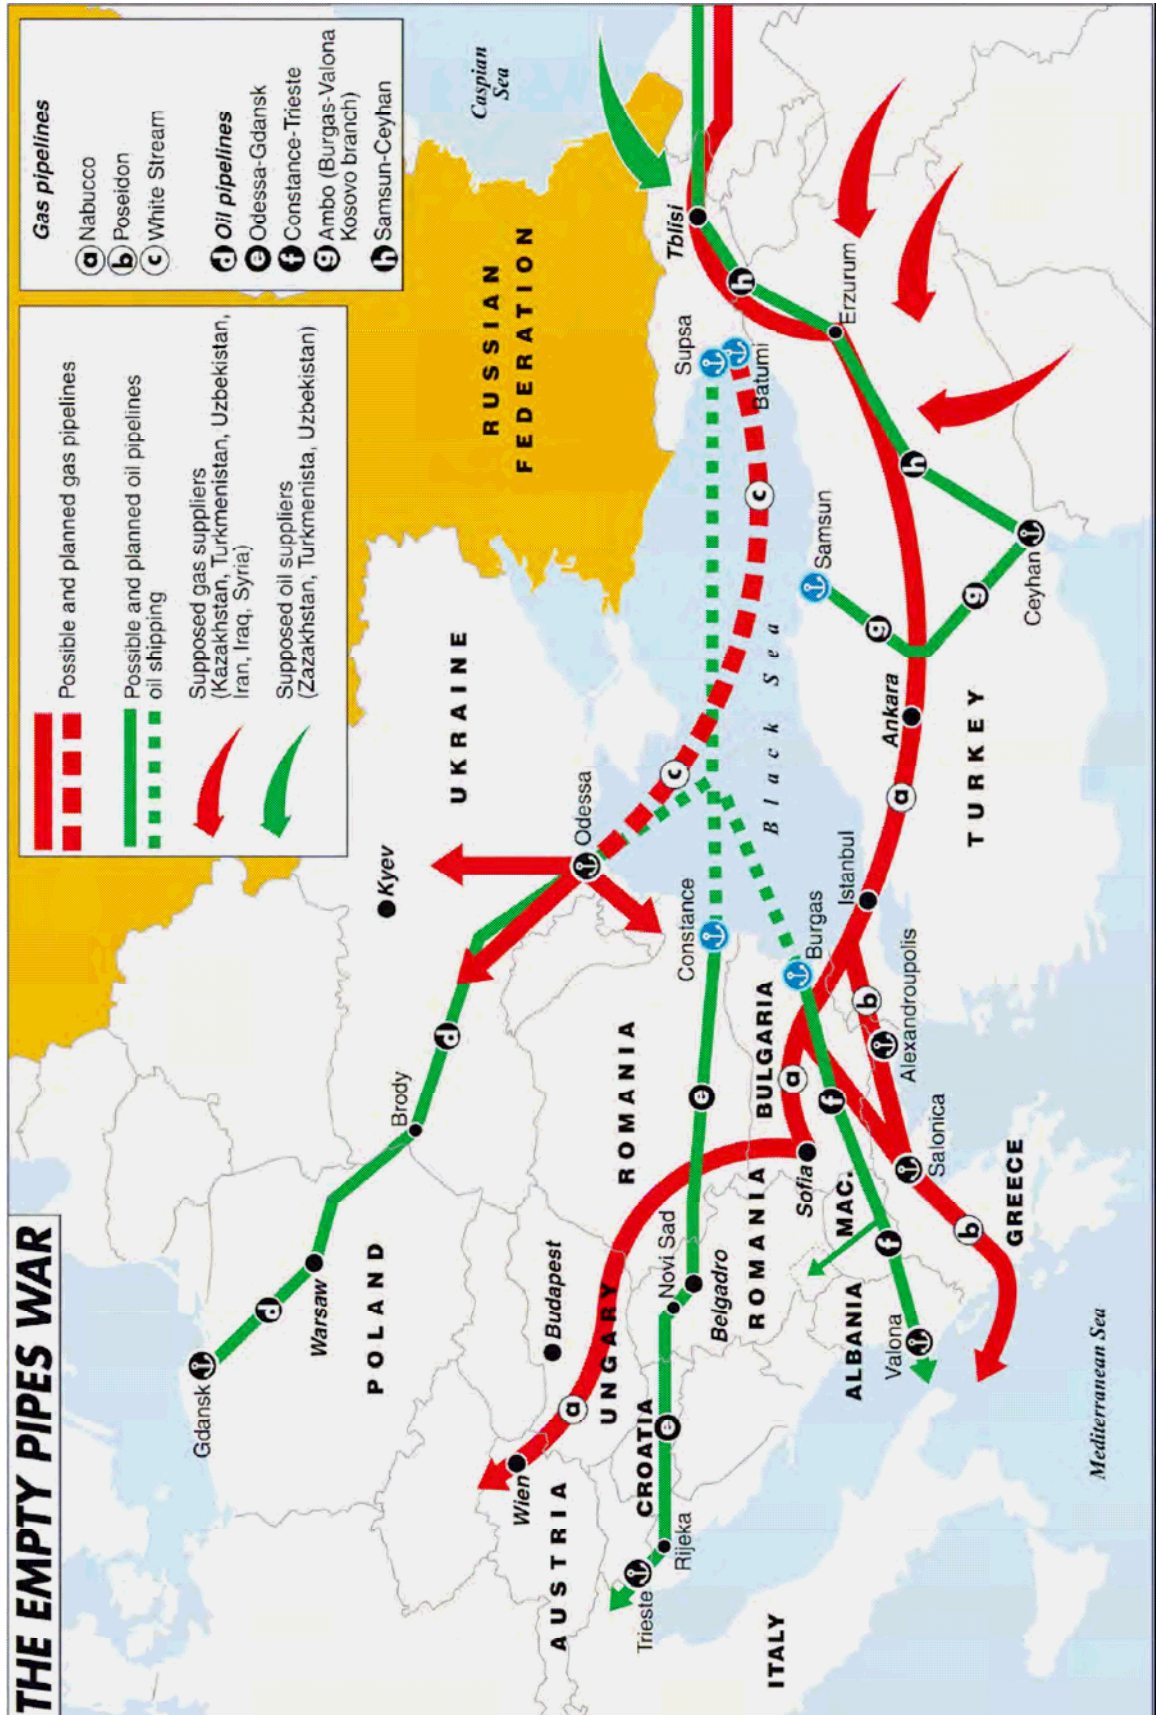 THE EMPTY PIPES WAR
Possible and planned gas pipelines
Possible and planned oil pipelines
oil shipping
Supposed gas suppliers
(Kazakhstan, Turkmenistan, Uzbekistan,
Iran, Iraq, Syria)
Supposed oil suppliers
(Zazakhstan, Turkmenista, Uzbekistan)
Gas pipelines
a Nabucco
b Poseidon
c White Stream
d Oil pipelines
e Odessa-Gdansk
f Constance-Trieste
g Ambo (Burgas-Valona
Kosovo branch)
h Samsun-Ceyhan
Caspian
Sea
RUSSIAN
FEDERATION
UKRAINE
Kyev
Odessa
Brody
d
Warsaw
d
Gdansk
POLAND
Budapest
UNGARY
a
Wien
AUSTRIA
CROATIA
e
Rijeka
Trieste
ITALY
Novi Sad
Belgadro
ROMANIA
e
Constance
c
c
Supsa
Batumi
Tblisi
h
Erzurum
h
Samsun
g
g
Ceyhan
Black Sea
Ankara
TURKEY
a
Istanbul
Burgas
BULGARIA
a
Sofia
ROMANIA
MAC.
f
f
ALBANIA
Valona
b
Alexandroupolis
Salonica
b
GREECE
Mediterranean Sea